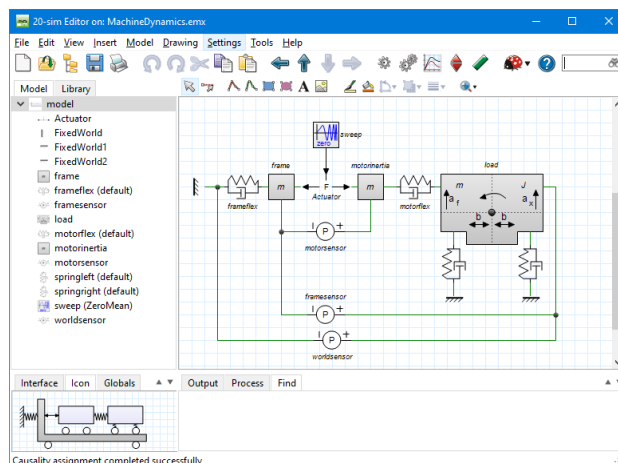 20-sim Editor on: MachineDynamics.emx
File Edit View Insert Model Drawing Settings Tools Help
Model Library
model
Actuator
FixedWorld
FixedWorld1
FixedWorld2
frame
frameflex (default)
framesensor
load
motorflex (default)
motorinertia
motorsensor
springleft (default)
springright (default)
sweep (ZeroMean)
worldsensor
sweep
zero
frame
motorinertia
load
m
F
m
m
J
Actuator
frameflex
motorflex
a f
a x
b
b
P
motorsensor
framesensor
P
P
worldsensor
Interface Icon Globals
Output Process Find
Causality assignment completed successfully